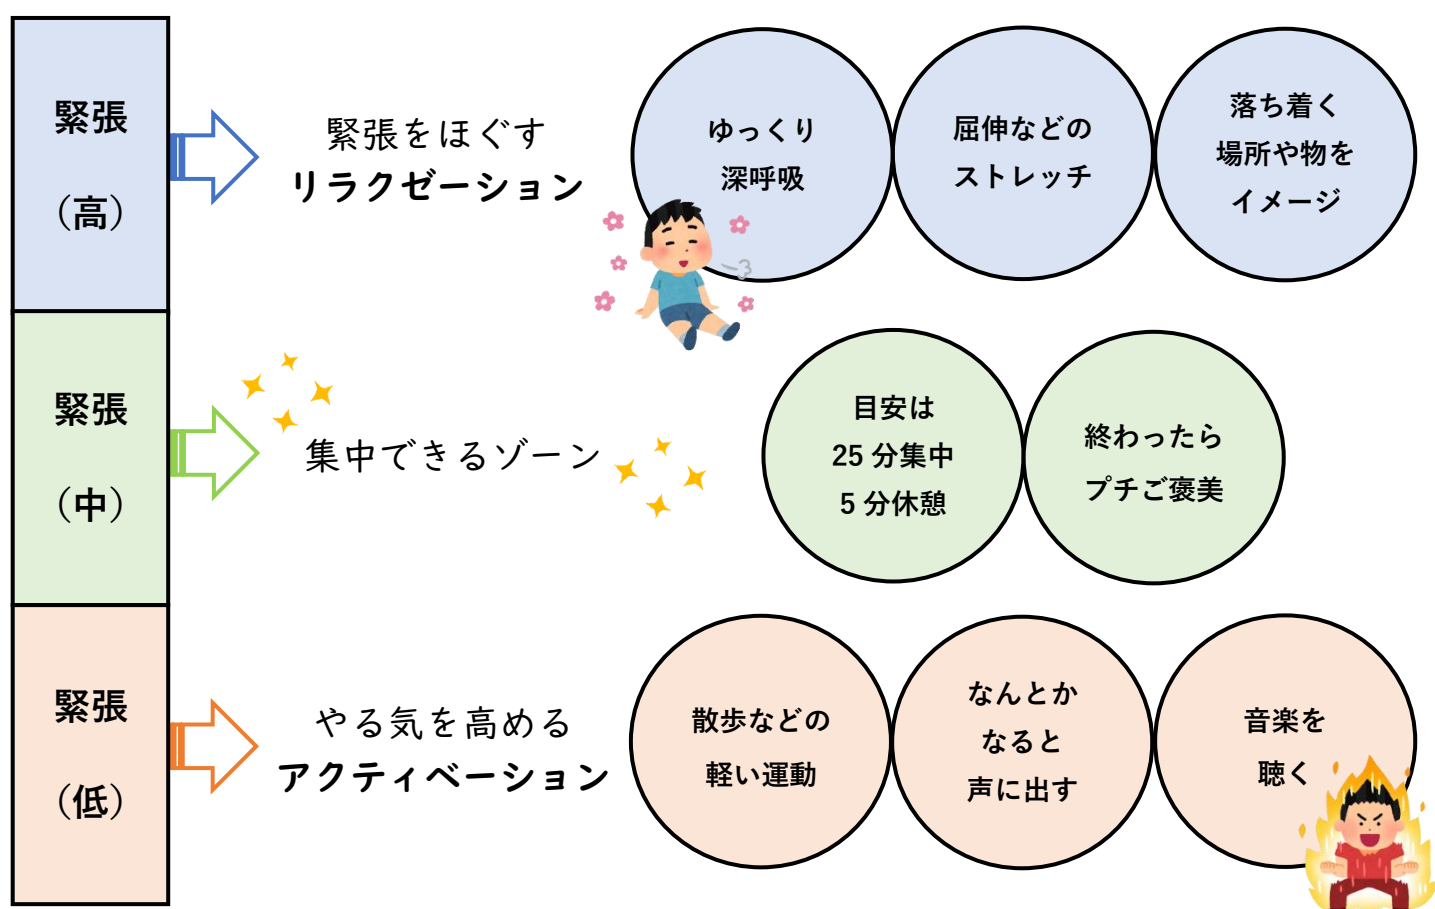 緊張
（高）
緊張をほぐす
リラクゼーション
ゆっくり
深呼吸
屈伸などの
ストレッチ
落ち着く
場所や物を
イメージ
緊張
（中）
集中できるゾーン
目安は
25分集中
5分休憩
終わったら
プチご褒美
緊張
（低）
やる気を高める
アクティベーション
散歩などの
軽い運動
なんとか
なると
声に出す
音楽を
聴く